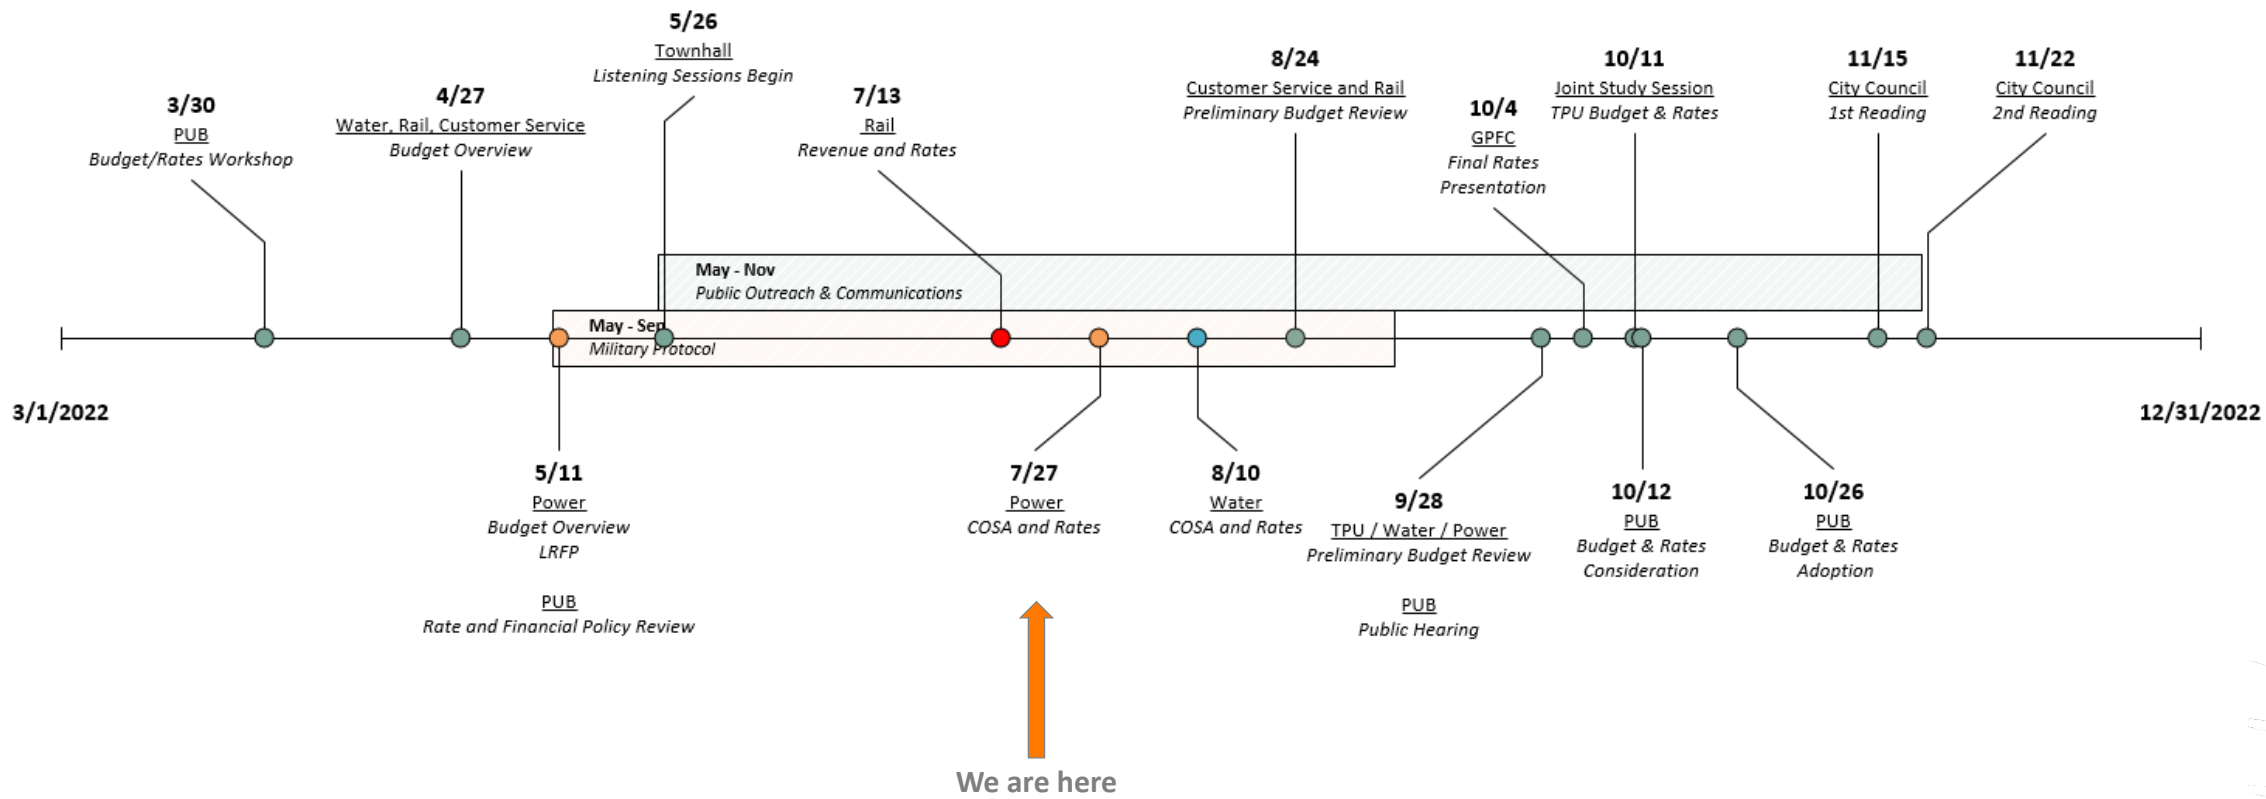 3/30
PUB
Budget/Rates Workshop
4/27
Water, Rail, Customer Service
Budget Overview
5/26
Townhall
Listening Sessions Begin
7/13
Rail
Revenue and Rates
8/24
Customer Service and Rail
Preliminary Budget Review
10/4
GPFC
Final Rates
Presentation
10/11
Joint Study Session
TPU Budget & Rates
11/15
City Council
1st Reading
11/22
City Council
2nd Reading
May - Nov
Public Outreach & Communications
May - Sep
Military Protocol
3/1/2022
12/31/2022
5/11
Power
Budget Overview
LRFP
PUB
Rate and Financial Policy Review
7/27
Power
COSA and Rates
8/10
Water
COSA and Rates
9/28
TPU / Water / Power
Preliminary Budget Review
PUB
Public Hearing
10/12
PUB
Budget & Rates
Consideration
10/26
PUB
Budget & Rates
Adoption
We are here